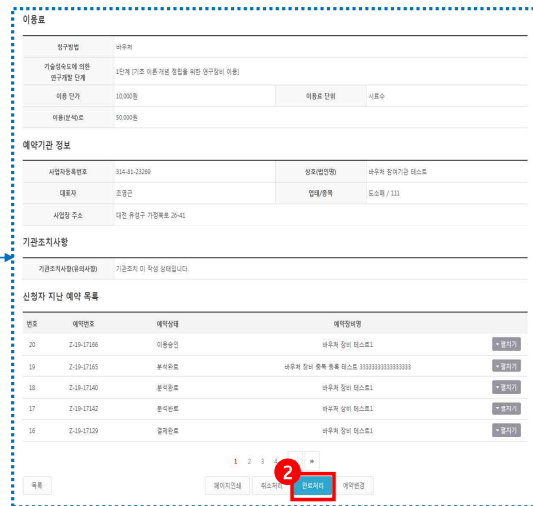 이용료
청구방법 바우처
기술성숙도에 의한
연구개발 단계
1단계 [기초 이론·개념 정립을 위한 연구장비 이용]
이용 단가 10,000원 이용료 단위 시료수
이용(분석)료 50,000원
예약기관 정보
사업자등록번호 314-81-23269 상호(법인명) 바우처 참여기관 테스트
대표자 조영근 업태/종목 도소매 / 111
사업장 주소 대전 유성구 가정북로 26-41
기관조치사항
기관조치사항(유의사항) 기관조치 미 작성 상태입니다.
신청자 지난 예약 목록
번호 예약번호 예약상태 예약장비명
20 Z-19-17166 이용승인 바우처 장비 테스트1 펼치기
19 Z-19-17165 분석완료 바우처 장비 중복 등록 테스트 33333333333333333 펼치기
18 Z-19-17140 분석완료 바우처 장비 테스트1 펼치기
17 Z-19-17142 분석완료 바우처 장비 테스트1 펼치기
16 Z-19-17129 결재완료 바우처 장비 테스트1 펼치기
1 2 3 4
2
목록 페이지인쇄 취소처리 완료처리 예약변경